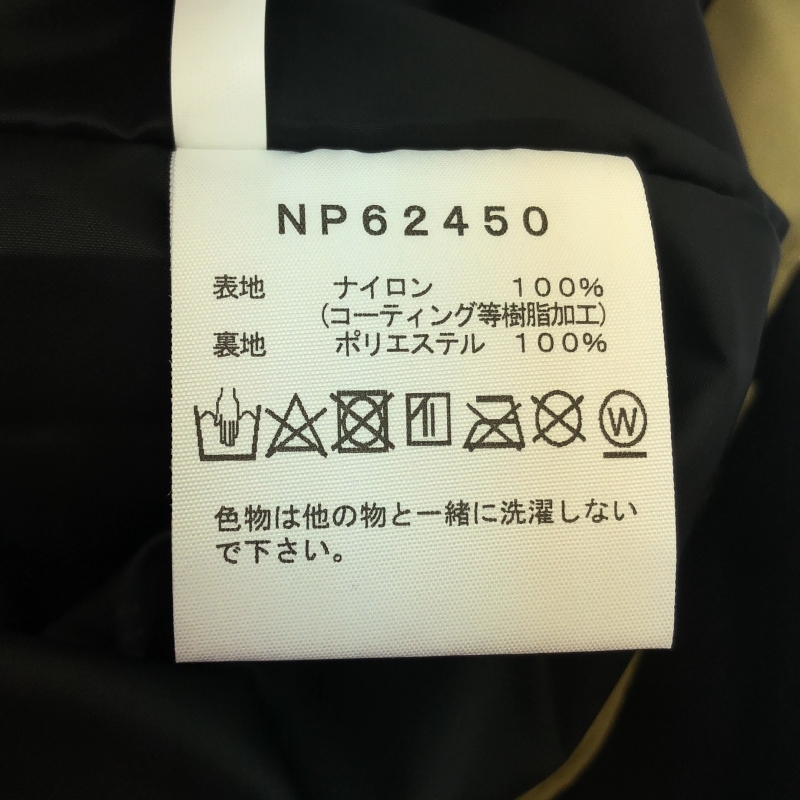 NP62450
表地 ナイロン 100%
(コーティング等樹脂加工)
裏地 ポリエステル 100%
W
色物は他の物と一緒に洗濯しない
で下さい。